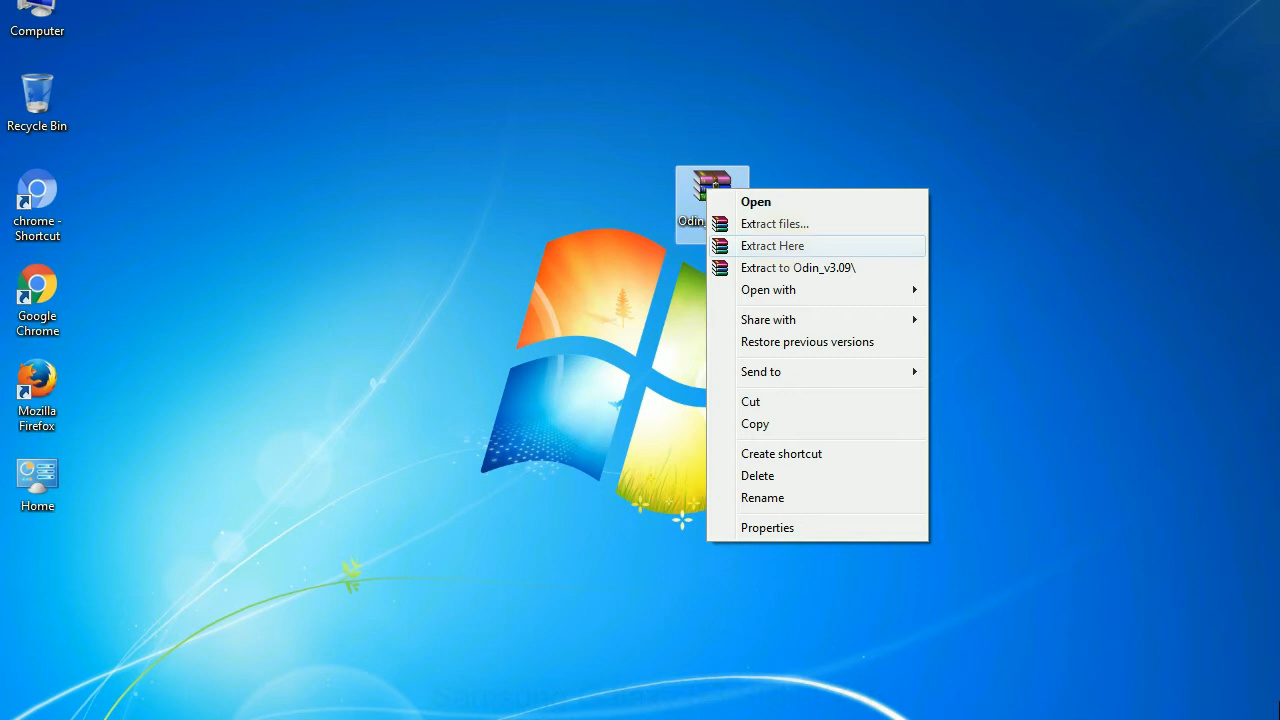 Computer
Recycle Bin
chrome -
Shortcut
Google
Chrome
Mozilla
Firefox
Home
Open
Extract files...
Extract Here
Extract to Odin_v3.09\
Open with
Share with
Restore previous versions
Send to
Cut
Copy
Create shortcut
Delete
Rename
Properties